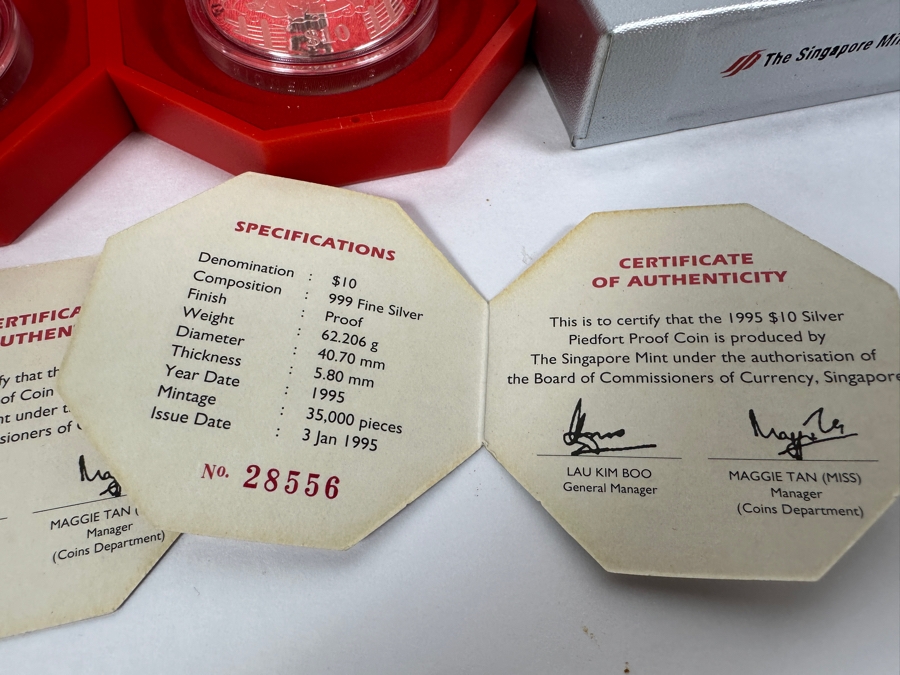 $10
The Singapore
SPECIFICATIONS
Denomination : $10
Composition : 999 Fine Silver
Finish : Proof
Weight : 62.206 g
Diameter : 40.70 mm
Thickness : 5.80 mm
Year Date : 1995
Mintage : 35,000 pieces
Issue Date : 3 Jan 1995
No. 28556
CERTIFICATE
OF AUTHENTICITY
This is to certify that the 1995 $10 Silver
Piedfort Proof Coin is produced by
The Singapore Mint under the authorisation of
the Board of Commissioners of Currency, Singapore
LAU KIM BOO
General Manager
MAGGIE TAN (MISS)
Manager
(Coins Department)
of Coin
MAGGIE TAN
Manager
(Coins Department)